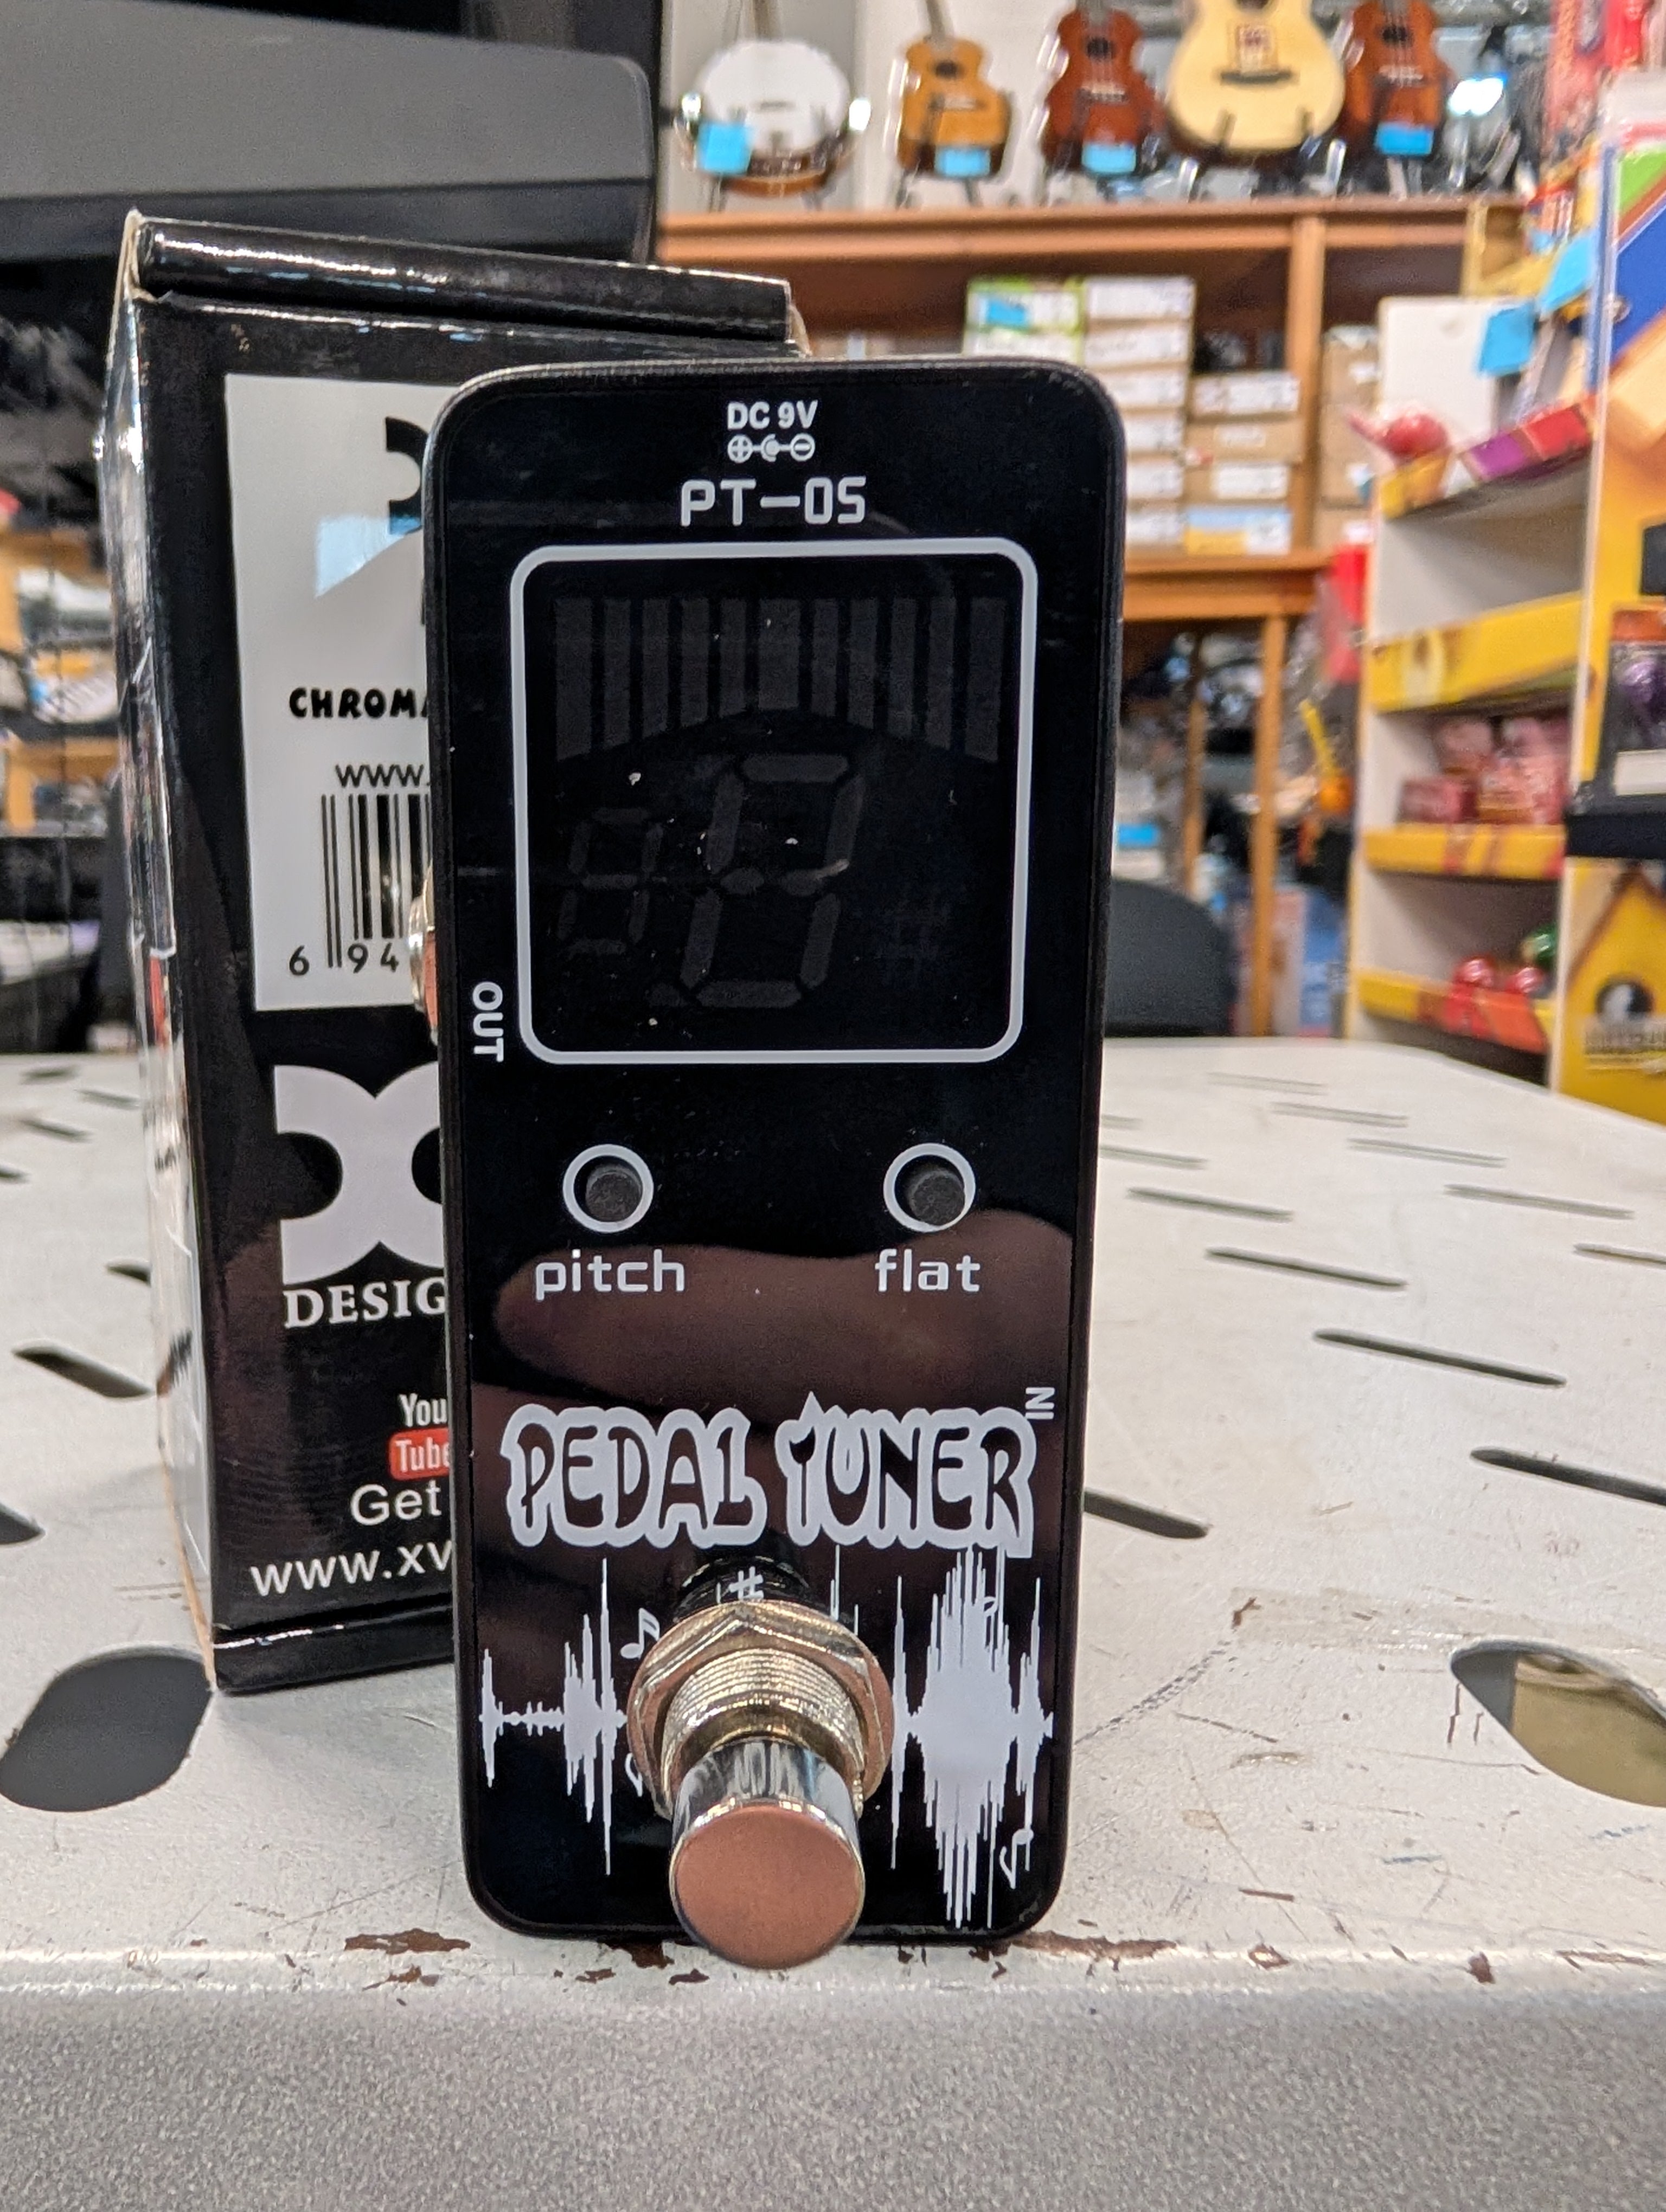 DC 9V
PT-05
OUT
pitch
flat
IN
PEDAL TUNER
CHROMA
www.
6 94
DESIG
You
Tube
Get
www.xv